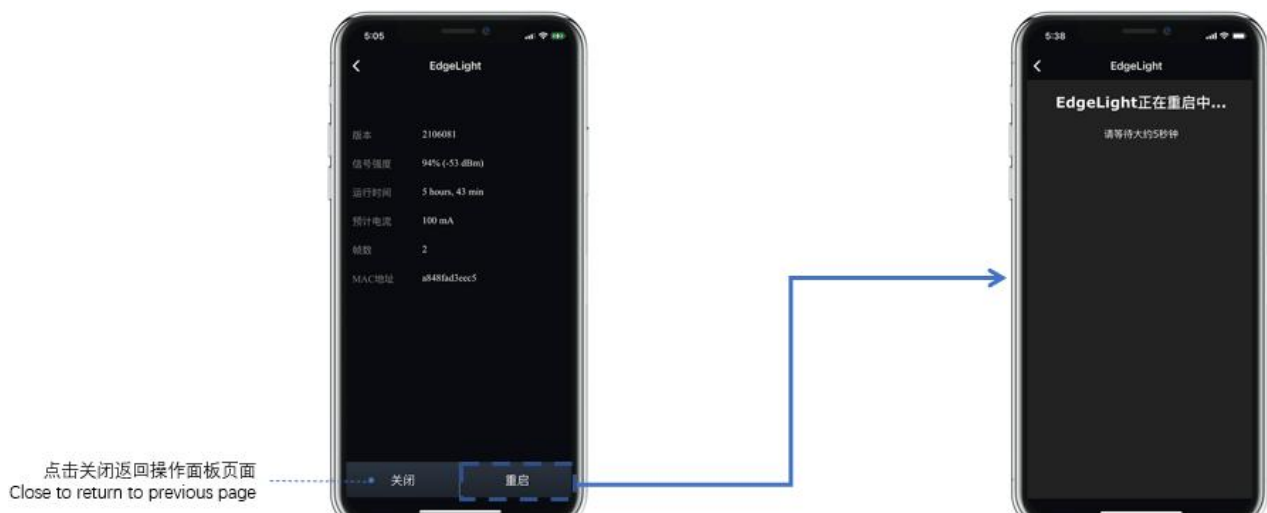 5:05
EdgeLight
版本 2106081
信号强度 94% (-53 dBm)
运行时间 5 hours, 43 min
预计电流 100 mA
帧数 2
MAC地址 a848fad3eec5
关闭 重启
点击关闭返回操作面板页面
Close to return to previous page
5:38
EdgeLight
EdgeLight正在重启中...
请等待大约5秒钟